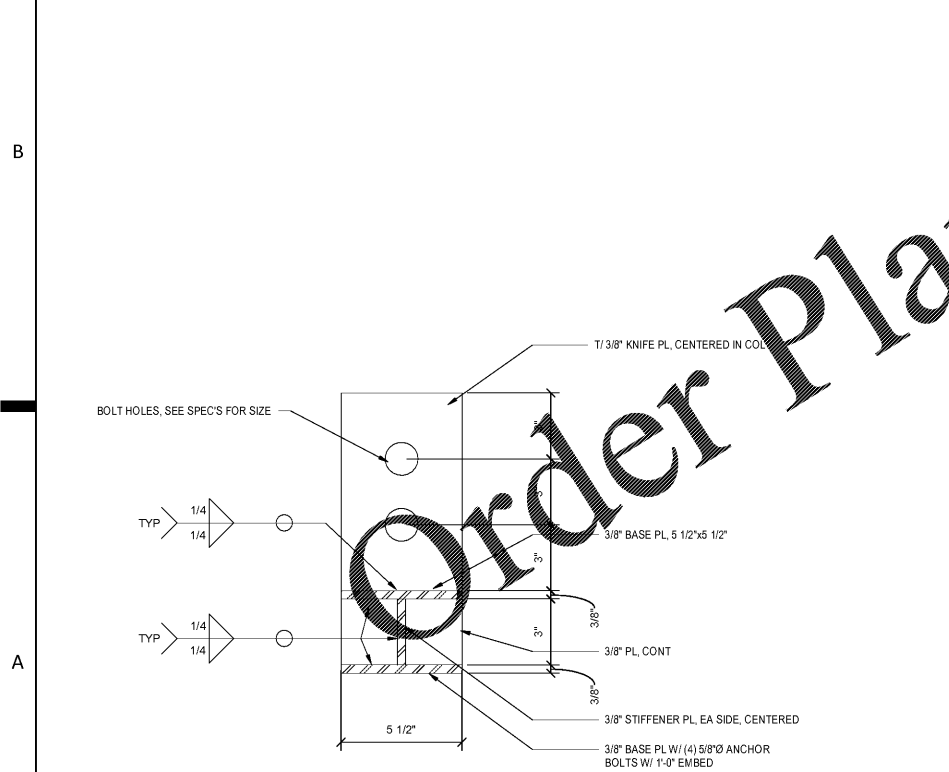 B
Order Pla
T/ 3/8" KNIFE PL, CENTERED IN COL
BOLT HOLES, SEE SPEC'S FOR SIZE
3"
3"
TYP
1/4
1/4
3/8" BASE PL, 5 1/2"x5 1/2"
3"
3/8"
TYP
1/4
1/4
3"
3/8" PL, CONT
A
3/8"
3/8" STIFFENER PL, EA SIDE, CENTERED
5 1/2"
3/8" BASE PL W/ (4) 5/8"Ø ANCHOR
BOLTS W/ 1'-0" EMBED